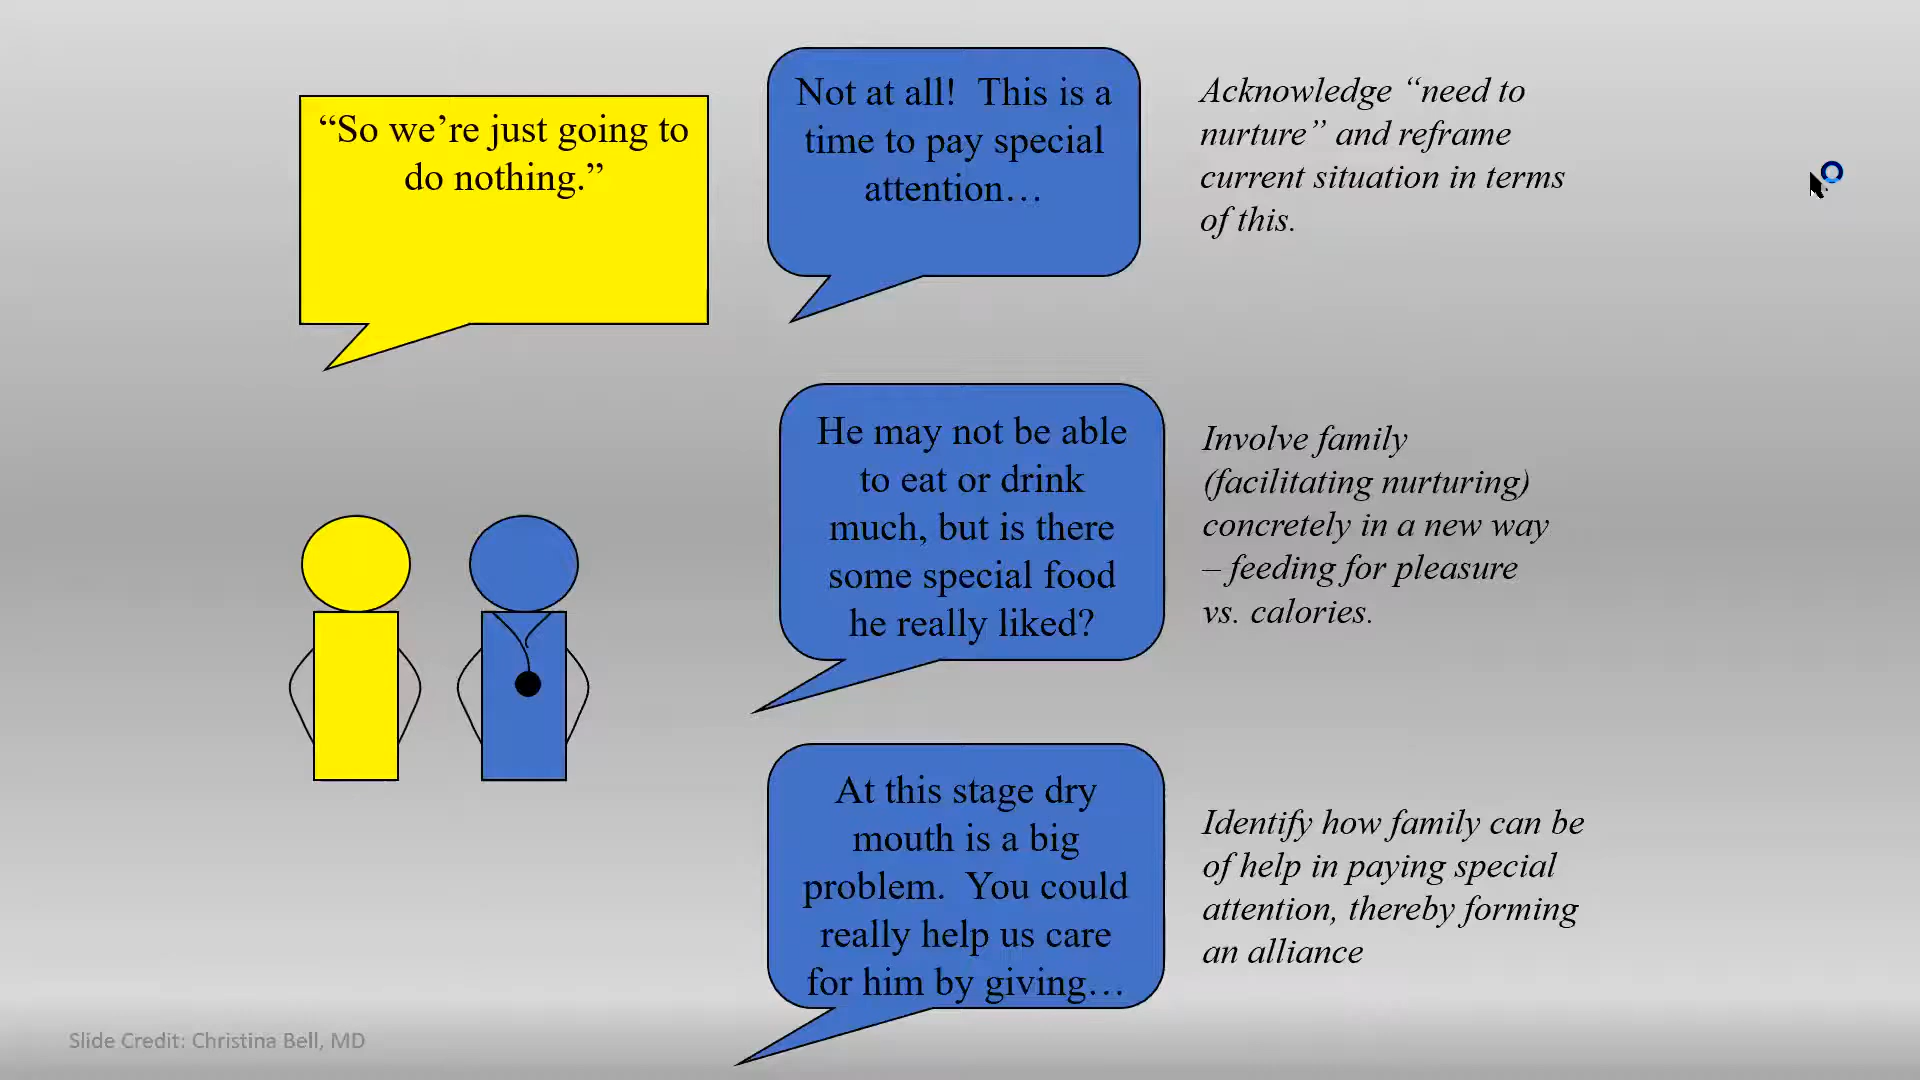 “So we’re just going to
do nothing.”
Not at all!  This is a
time to pay special
attention…
Acknowledge “need to
nurture” and reframe
current situation in terms
of this.
He may not be able
to eat or drink
much, but is there
some special food
he really liked?
Involve family
(facilitating nurturing)
concretely in a new way
– feeding for pleasure
vs. calories.
At this stage dry
mouth is a big
problem.  You could
really help us care
for him by giving…
Identify how family can be
of help in paying special
attention, thereby forming
an alliance
Slide Credit: Christina Bell, MD